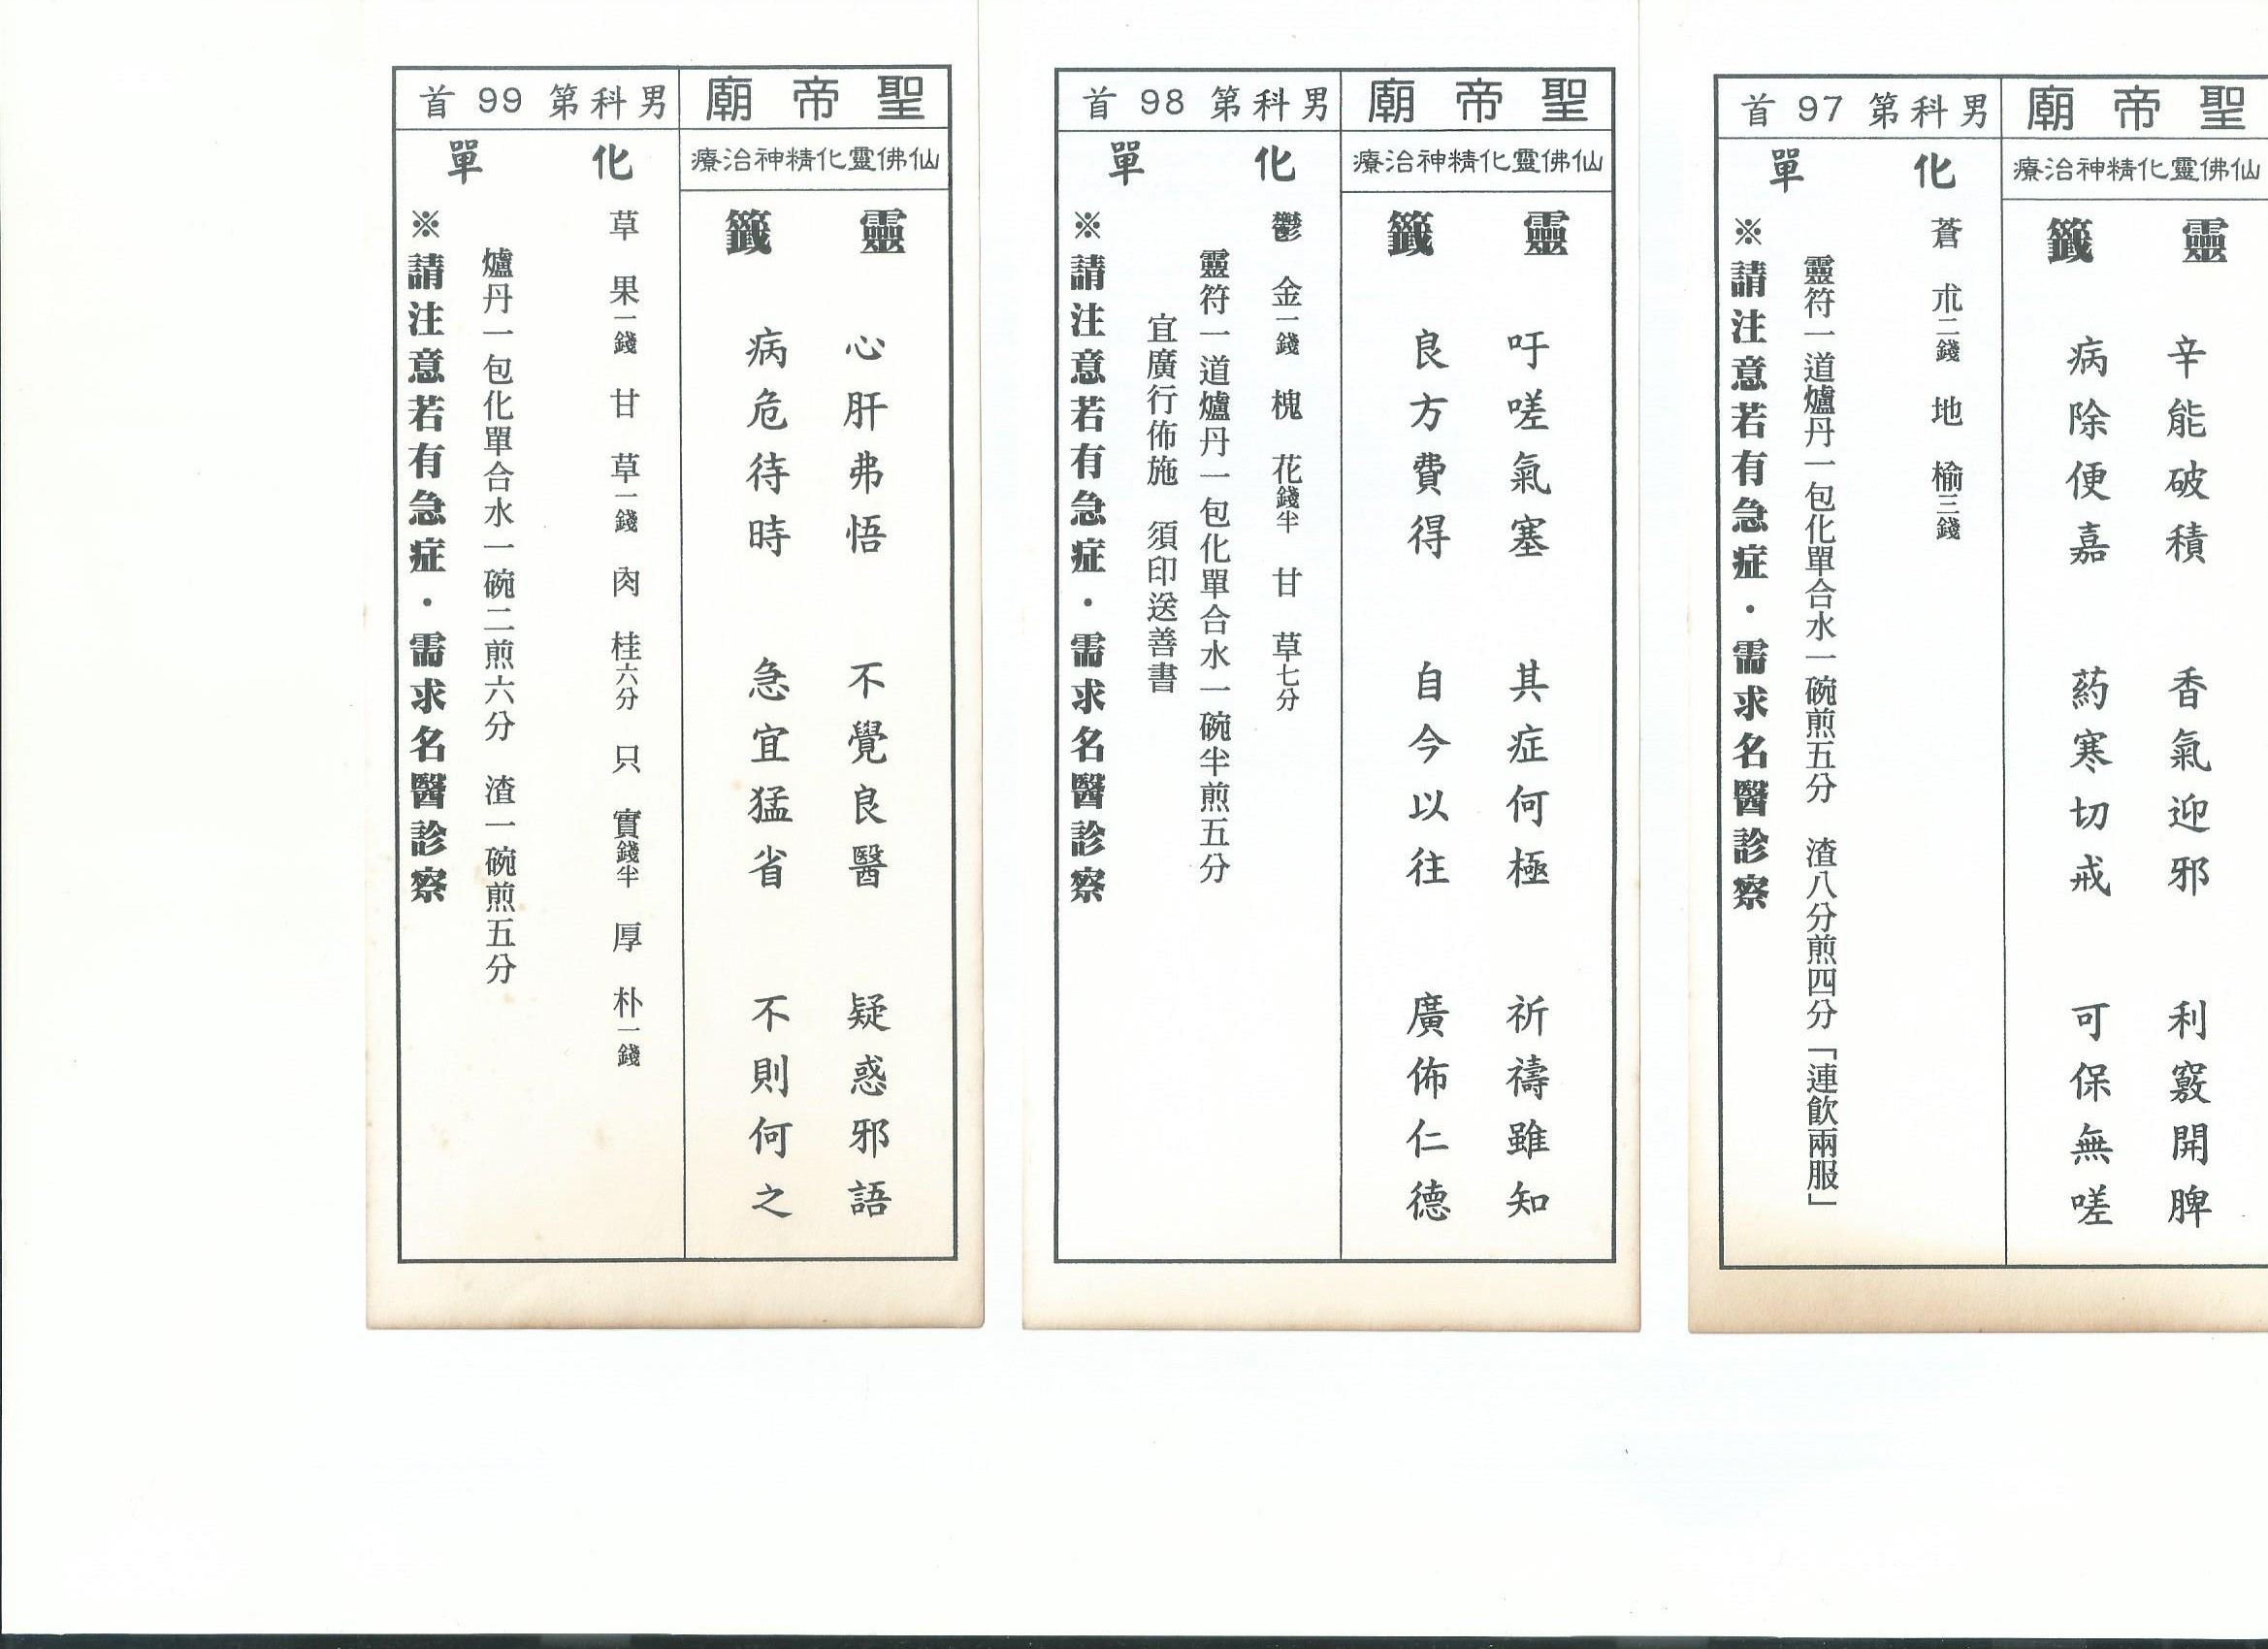 聖帝廟
男科第97首
仙佛靈化精神治療
靈籤
辛能破積 香氣迎邪 利竅開脾
病除便嘉 葯寒切戒 可保無嗟
化單
蒼朮二錢 地榆三錢
靈符一道爐丹一包化單合水一碗煎五分 渣八分煎四分「連飲兩服」
※請注意若有急症．需求名醫診察
聖帝廟
男科第98首
仙佛靈化精神治療
靈籤
吁嗟氣塞 其症何極 祈禱雖知
良方費得 自今以往 廣佈仁德
化單
鬱金一錢 槐花錢半 甘草七分
靈符一道爐丹一包化單合水一碗半煎五分
宜廣行佈施 須印送善書
※請注意若有急症．需求名醫診察
聖帝廟
男科第99首
仙佛靈化精神治療
靈籤
心肝弗悟 不覺良醫 疑惑邪語
病危待時 急宜猛省 不則何之
化單
草果一錢 甘草一錢 肉桂六分 只實錢半 厚朴一錢
爐丹一包化單合水一碗二煎六分 渣一碗煎五分
※請注意若有急症．需求名醫診察